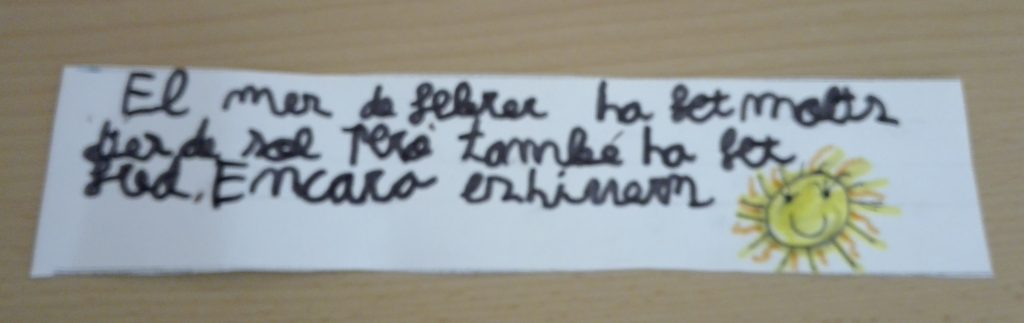 El mes de febrer ha fet molts
dies de sol Però també ha fet
fred. Encara es hivern